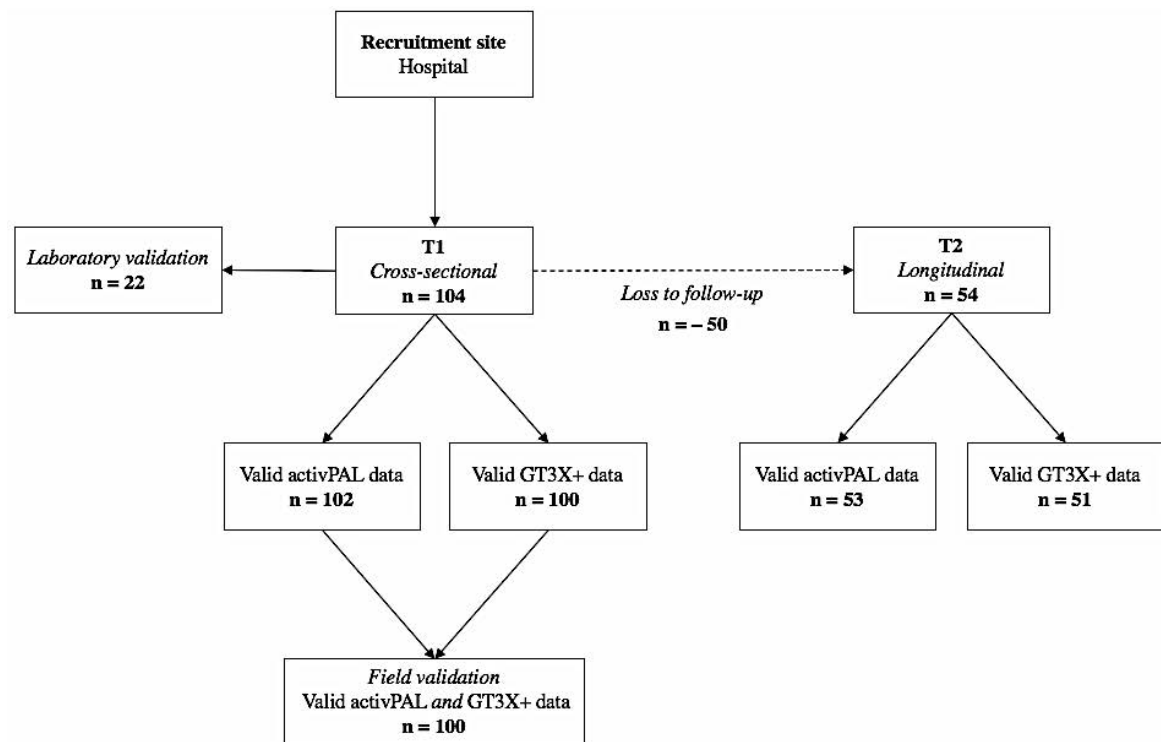 Recruitment site
Hospital
Laboratory validation
n = 22
T1
Cross-sectional
n = 104
Loss to follow-up
n = – 50
T2
Longitudinal
n = 54
Valid activPAL data
n = 102
Valid GT3X+ data
n = 100
Valid activPAL data
n = 53
Valid GT3X+ data
n = 51
Field validation
Valid activPAL and GT3X+ data
n = 100